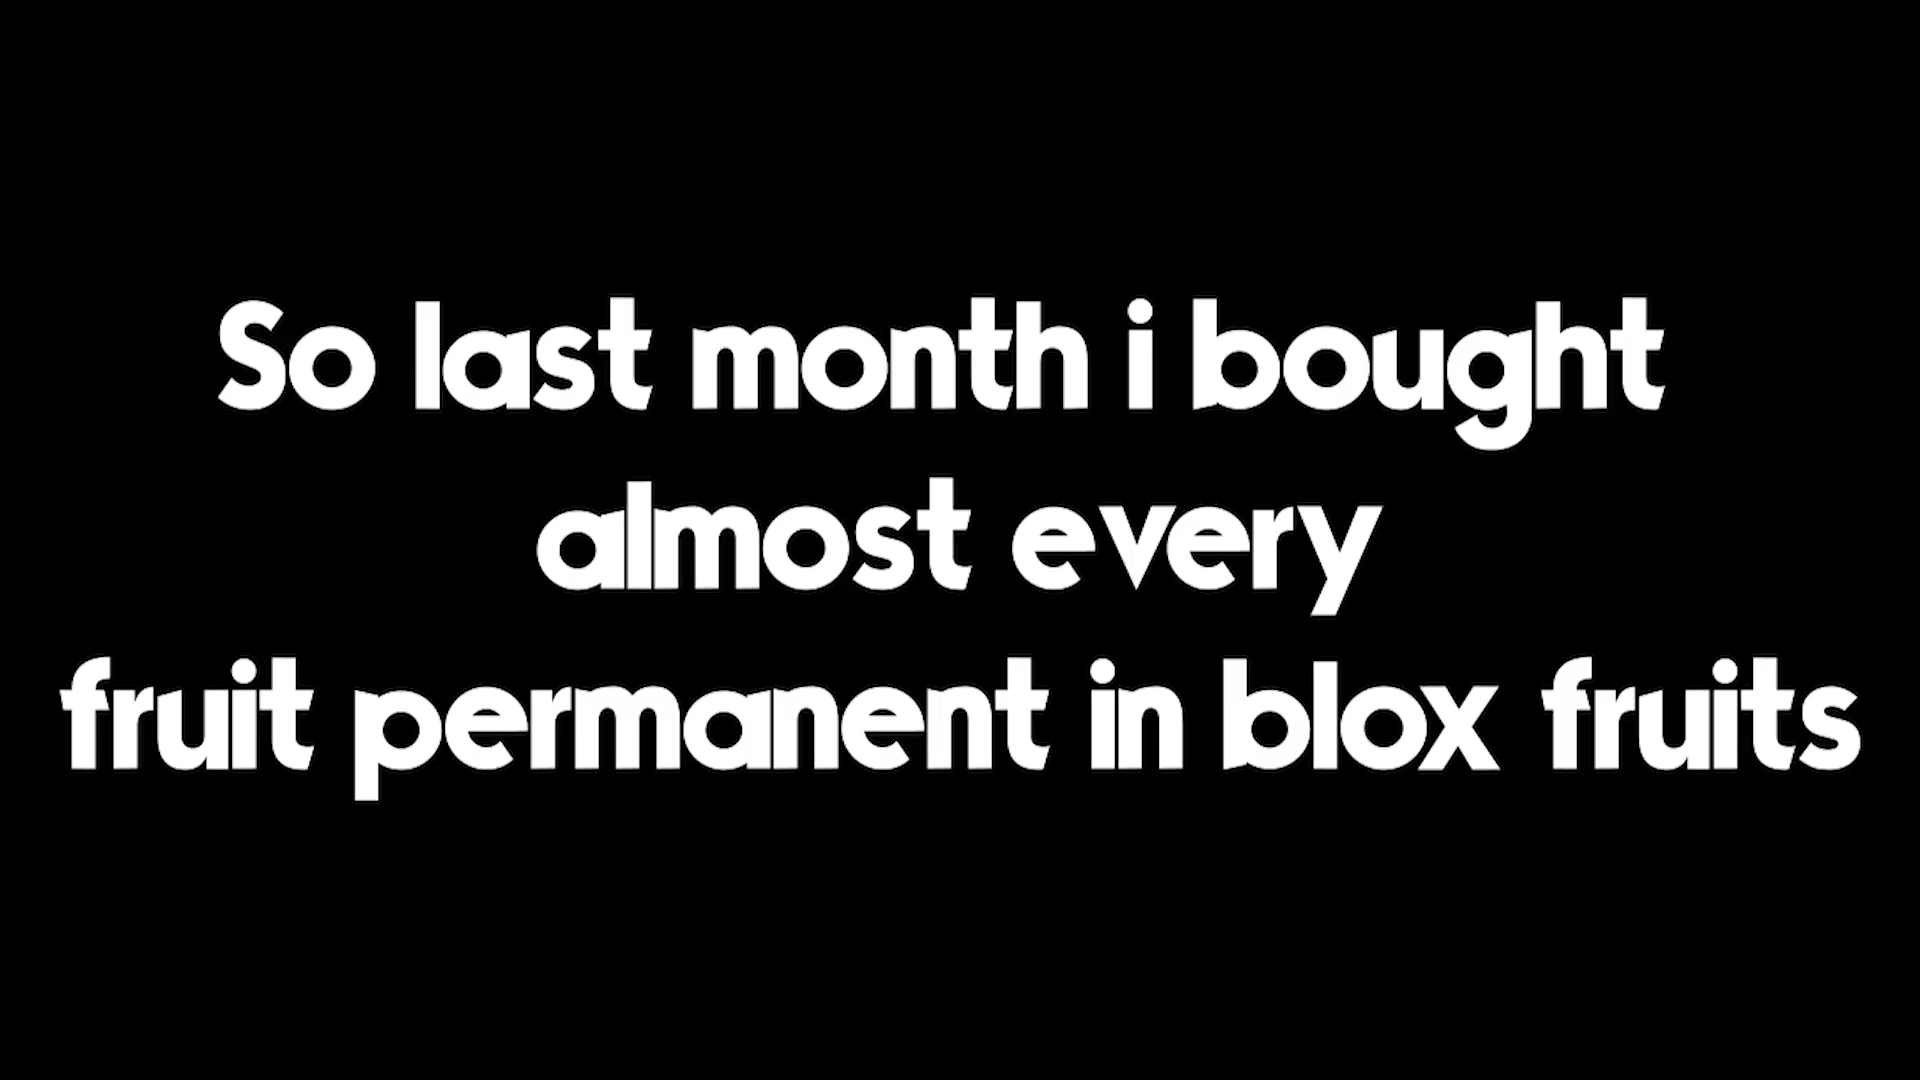 So last month i bought
almost every
fruit permanent in blox fruits